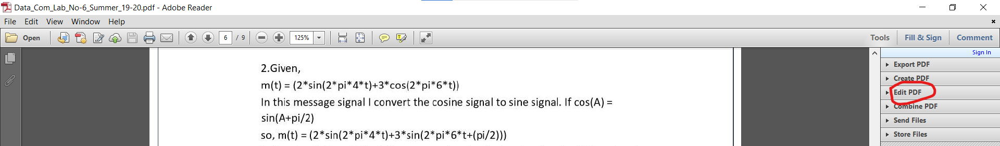 Data_Com_Lab_No-6_Summer_19-20.pdf - Adobe Reader
File Edit View Window Help
Open 6 / 9 125% Tools Fill & Sign Comment
Sign In
Export PDF
Create PDF
Edit PDF
Combine PDF
Send Files
Store Files
2.Given,
m(t) = (2*sin(2*pi*4*t)+3*cos(2*pi*6*t))
In this message signal I convert the cosine signal to sine signal. If cos(A) =
sin(A+pi/2)
so, m(t) = (2*sin(2*pi*4*t)+3*sin(2*pi*6*t+(pi/2)))